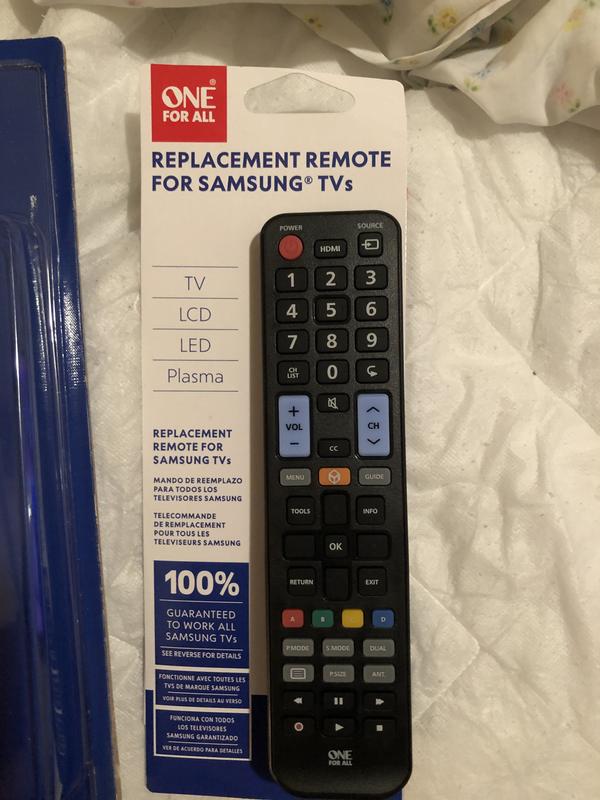 ONE®
FOR ALL
REPLACEMENT REMOTE
FOR SAMSUNG® TVs
TV
LCD
LED
Plasma
REPLACEMENT
REMOTE FOR
SAMSUNG TVs
MANDO DE REEMPLAZO
PARA TODOS LOS
TELEVISORES SAMSUNG
TELECOMMANDE
DE REMPLACEMENT
POUR TOUS LES
TELEVISEURS SAMSUNG
100%
GUARANTEED
TO WORK ALL
SAMSUNG TVs
SEE REVERSE FOR DETAILS
FONCTIONNE AVEC TOUTES LES
TVS DE MARQUE SAMSUNG
VOIR PLUS DE DETAILS AU VERSO
FUNCIONA CON TODOS
LOS TELEVISORES
SAMSUNG GARANTIZADO
VER DE ACUERDO PARA DETALLES
POWER SOURCE
HDMI
1 2 3
4 5 6
7 8 9
CH
LIST 0
+ VOL −
CH
CC
MENU GUIDE
TOOLS INFO
OK
RETURN EXIT
A B D
P.MODE S.MODE DUAL
P.SIZE ANT.
ONE
FOR ALL